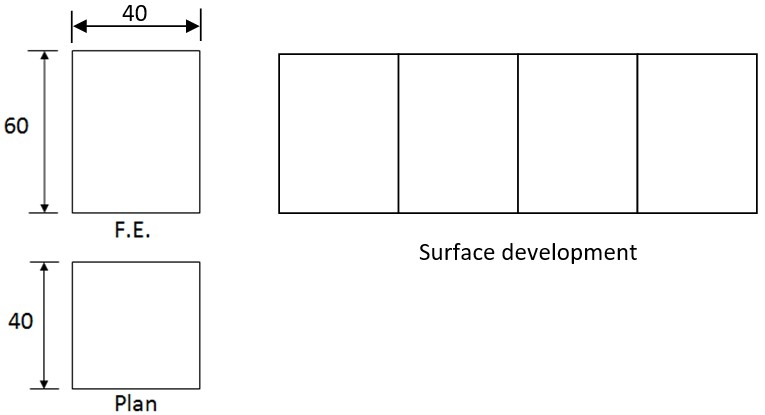 40
60
F.E.
Surface development
40
Plan